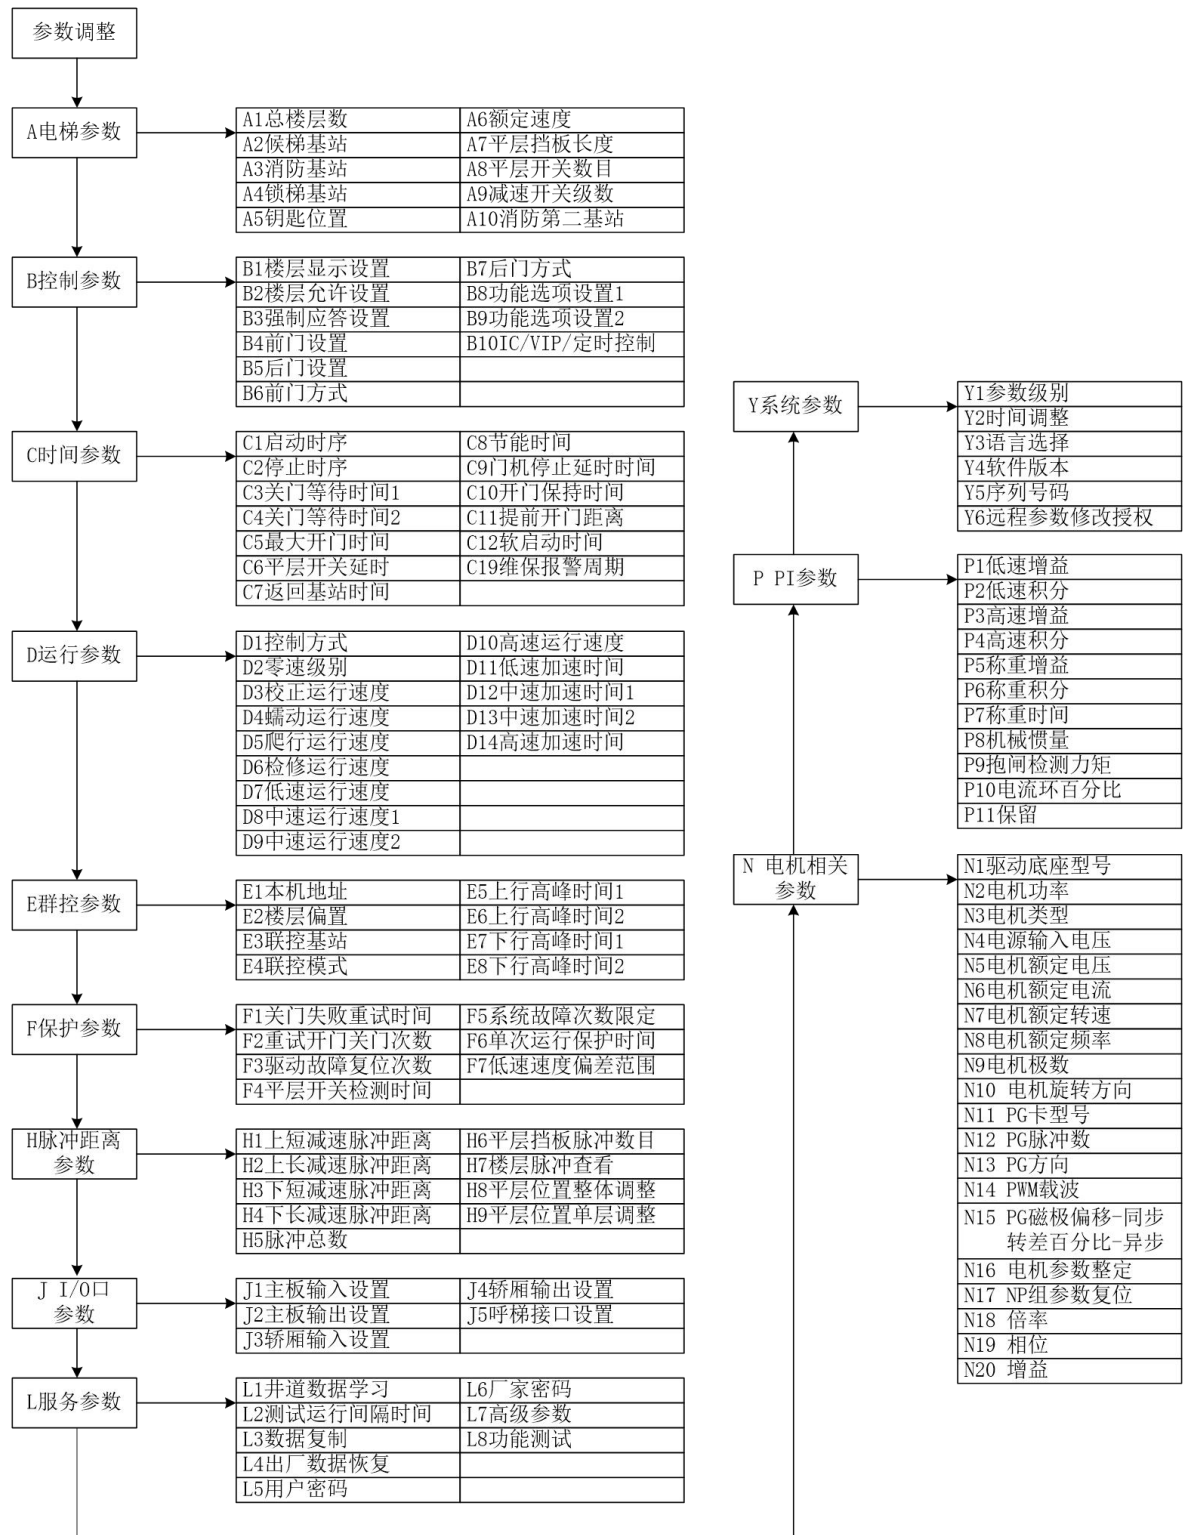 参数调整
A电梯参数
A1总楼层数
A2候梯基站
A3消防基站
A4锁梯基站
A5钥匙位置
A6额定速度
A7平层挡板长度
A8平层开关数目
A9减速开关级数
A10消防第二基站
B控制参数
B1楼层显示设置
B2楼层允许设置
B3强制应答设置
B4前门设置
B5后门设置
B6前门方式
B7后门方式
B8功能选项设置1
B9功能选项设置2
B10IC/VIP/定时控制
C时间参数
C1启动时序
C2停止时序
C3关门等待时间1
C4关门等待时间2
C5最大开门时间
C6平层开关延时
C7返回基站时间
C8节能时间
C9门机停止延时时间
C10开门保持时间
C11提前开门距离
C12软启动时间
C19维保报警周期
D运行参数
D1控制方式
D2零速级别
D3校正运行速度
D4蠕动运行速度
D5爬行运行速度
D6检修运行速度
D7低速运行速度
D8中速运行速度1
D9中速运行速度2
D10高速运行速度
D11低速加速时间
D12中速加速时间1
D13中速加速时间2
D14高速加速时间
E群控参数
E1本机地址
E2楼层偏置
E3联控基站
E4联控模式
E5上行高峰时间1
E6上行高峰时间2
E7下行高峰时间1
E8下行高峰时间2
F保护参数
F1关门失败重试时间
F2重试开门关门次数
F3驱动故障复位次数
F4平层开关检测时间
F5系统故障次数限定
F6单次运行保护时间
F7低速速度偏差范围
H脉冲距离
参数
H1上短减速脉冲距离
H2上长减速脉冲距离
H3下短减速脉冲距离
H4下长减速脉冲距离
H5脉冲总数
H6平层挡板脉冲数目
H7楼层脉冲查看
H8平层位置整体调整
H9平层位置单层调整
J I/O口
参数
J1主板输入设置
J2主板输出设置
J3轿厢输入设置
J4轿厢输出设置
J5呼梯接口设置
L服务参数
L1井道数据学习
L2测试运行间隔时间
L3数据复制
L4出厂数据恢复
L5用户密码
L6厂家密码
L7高级参数
L8功能测试
Y系统参数
Y1参数级别
Y2时间调整
Y3语言选择
Y4软件版本
Y5序列号码
Y6远程参数修改授权
P PI参数
P1低速增益
P2低速积分
P3高速增益
P4高速积分
P5称重增益
P6称重积分
P7称重时间
P8机械惯量
P9抱闸检测力矩
P10电流环百分比
P11保留
N 电机相关
参数
N1驱动底座型号
N2电机功率
N3电机类型
N4电源输入电压
N5电机额定电压
N6电机额定电流
N7电机额定转速
N8电机额定频率
N9电机极数
N10 电机旋转方向
N11 PG卡型号
N12 PG脉冲数
N13 PG方向
N14 PWM载波
N15 PG磁极偏移-同步
转差百分比-异步
N16 电机参数整定
N17 NP组参数复位
N18 倍率
N19 相位
N20 增益